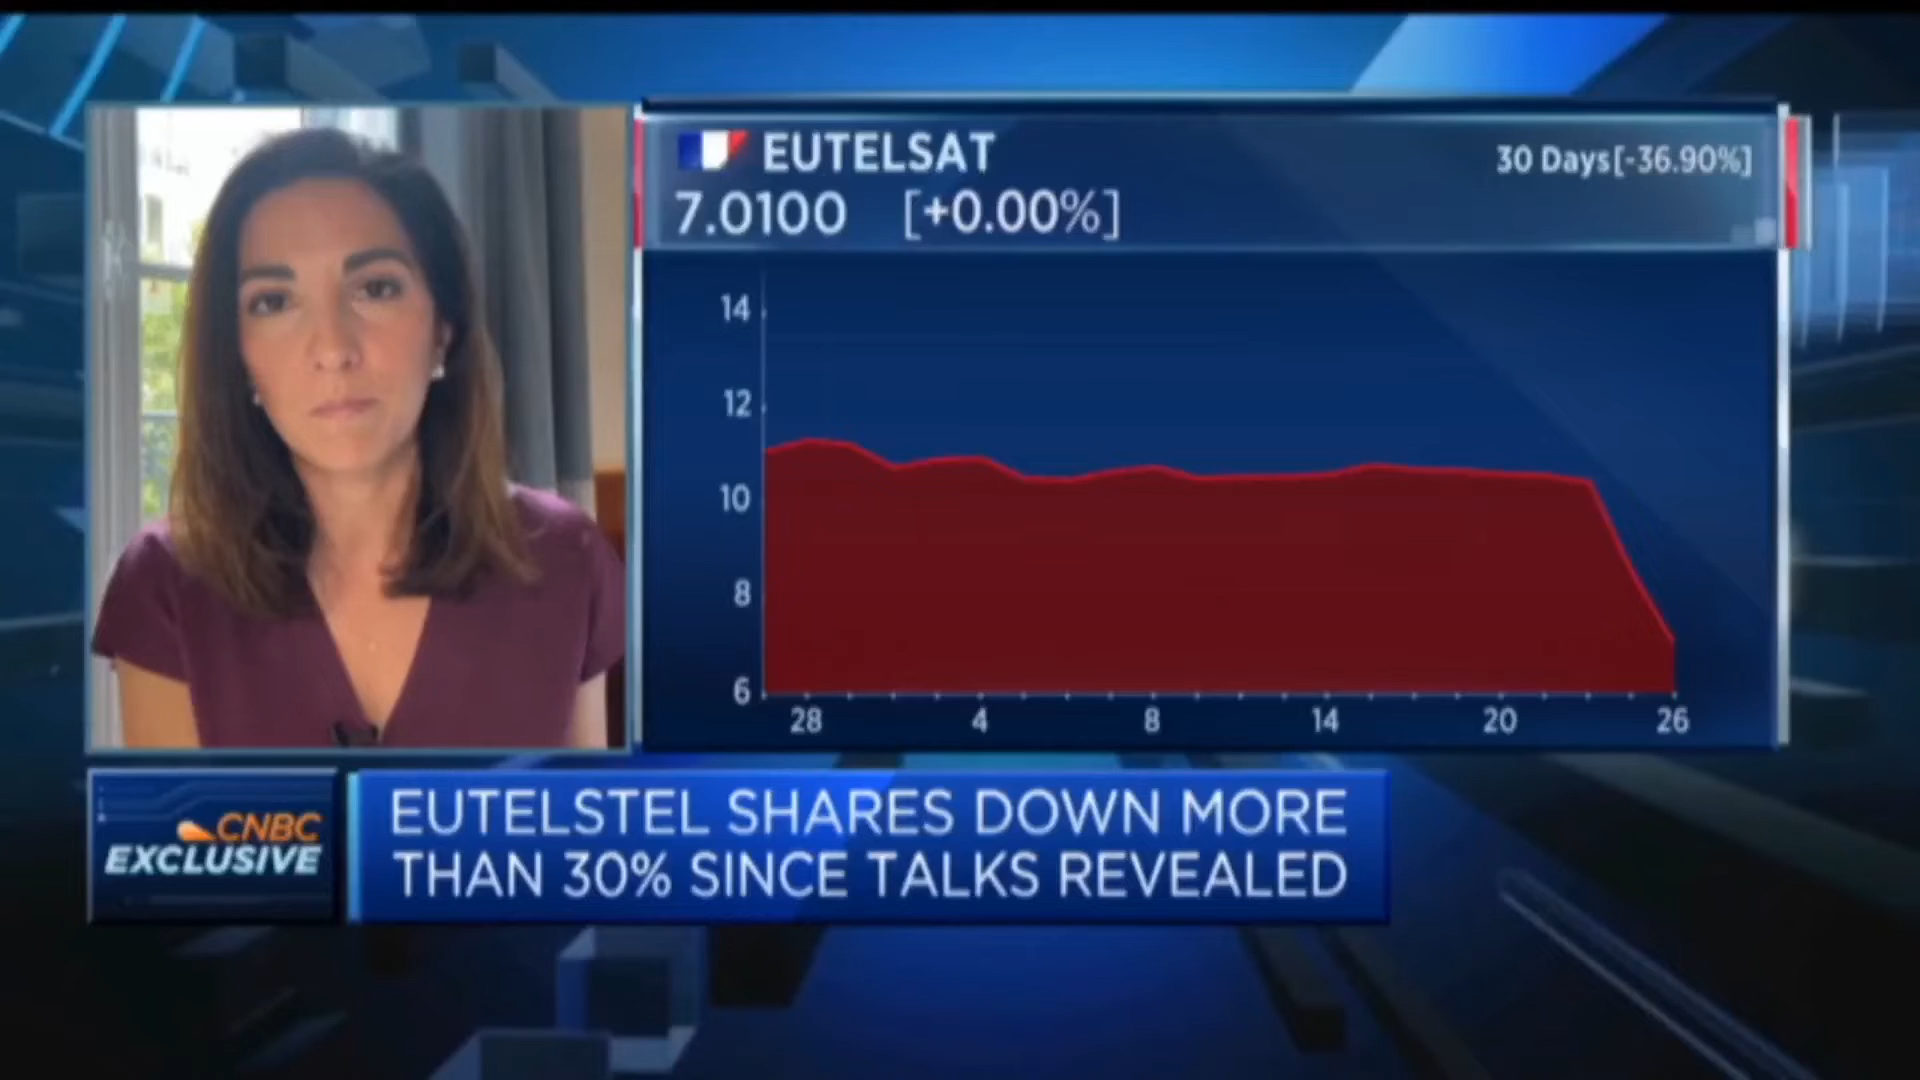 EUTELSAT
30 Days[-36.90%]
7.0100 [+0.00%]
14
12
10
8
6
28 4 8 14 20 26
CNBC
EXCLUSIVE
EUTELSTEL SHARES DOWN MORE
THAN 30% SINCE TALKS REVEALED